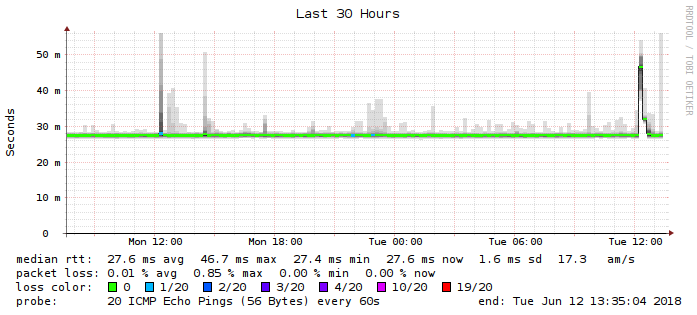 Last 30 Hours
RRDTOOL / TOBI OETIKER
Seconds
50 m
40 m
30 m
20 m
10 m
0
Mon 12:00 Mon 18:00 Tue 00:00 Tue 06:00 Tue 12:00
median rtt: 27.6 ms avg 46.7 ms max 27.4 ms min 27.6 ms now 1.6 ms sd 17.3 am/s
packet loss: 0.01 % avg 0.85 % max 0.00 % min 0.00 % now
loss color: 0 1/20 2/20 3/20 4/20 10/20 19/20
probe: 20 ICMP Echo Pings (56 Bytes) every 60s end: Tue Jun 12 13:35:04 2018